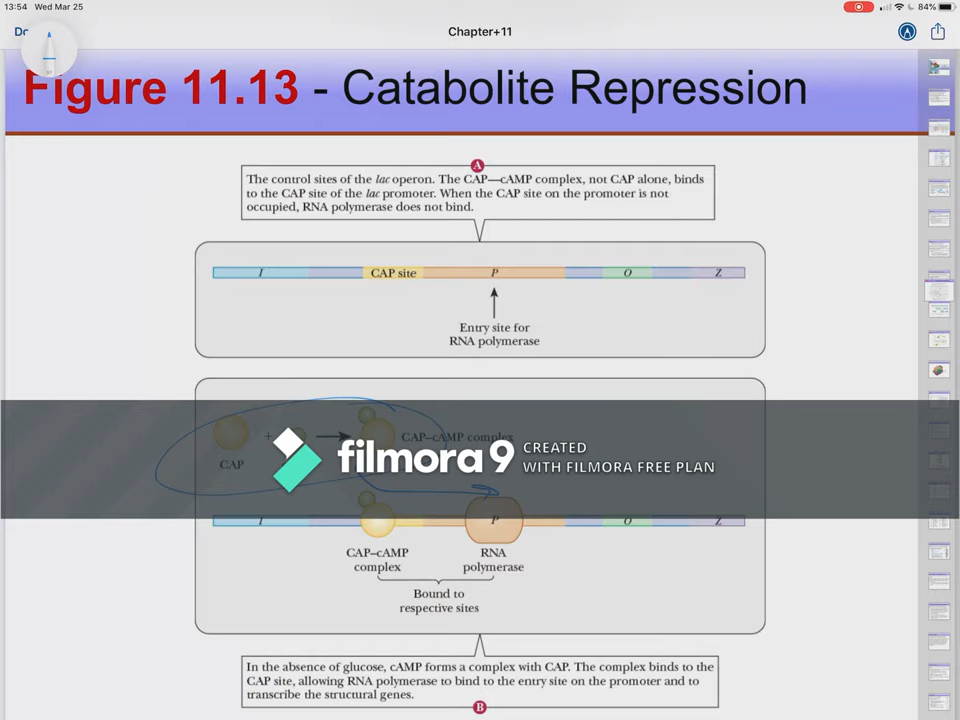 13:54 Wed Mar 25
84%
Chapter+11
Figure 11.13 - Catabolite Repression
A
The control sites of the lac operon. The CAP—cAMP complex, not CAP alone, binds
to the CAP site of the lac promoter. When the CAP site on the promoter is not
occupied, RNA polymerase does not bind.
I CAP site P O Z
Entry site for
RNA polymerase
+ CAP–cAMP complex
CAP
filmora9 CREATED
WITH FILMORA FREE PLAN
I P O Z
CAP–cAMP
complex
RNA
polymerase
Bound to
respective sites
In the absence of glucose, cAMP forms a complex with CAP. The complex binds to the
CAP site, allowing RNA polymerase to bind to the entry site on the promoter and to
transcribe the structural genes.
B